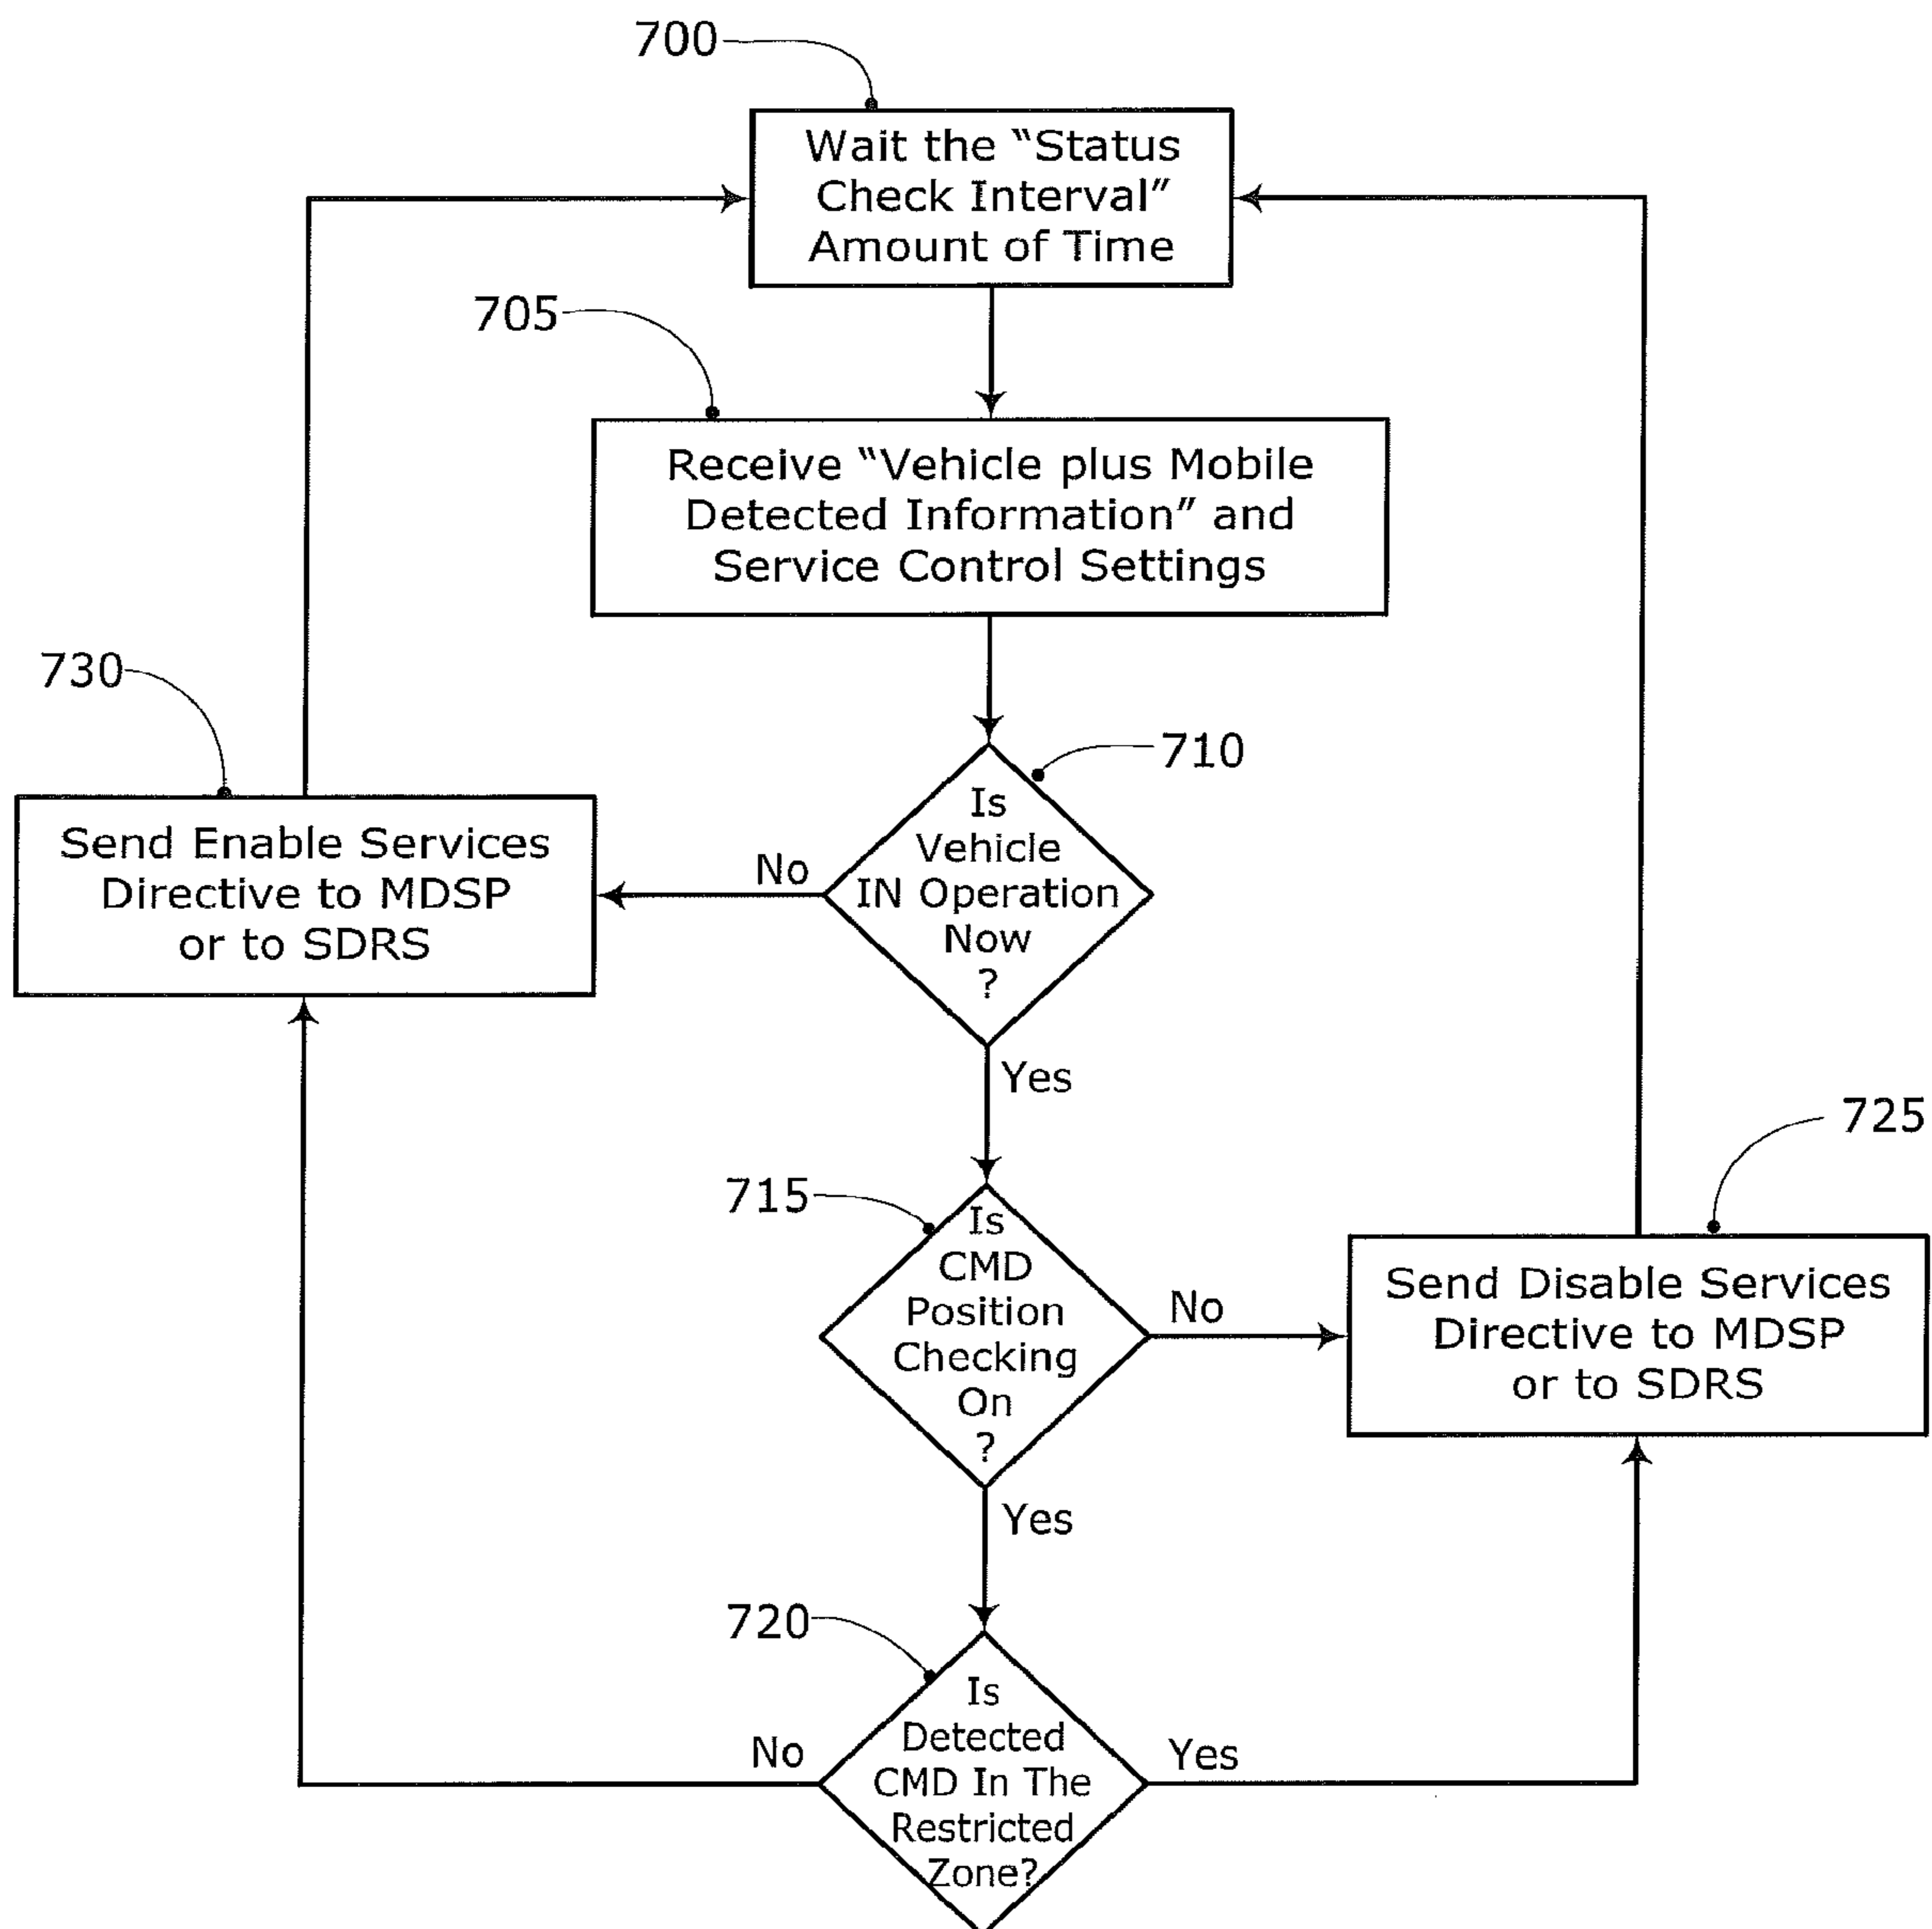 700
Wait the “Status
Check Interval”
Amount of Time
705
Receive “Vehicle plus Mobile
Detected Information” and
Service Control Settings
730
710
Send Enable Services
Directive to MDSP
or to SDRS
No
Is
Vehicle
IN Operation
Now
?
Yes
725
715
Is
CMD
Position
Checking
On
?
No
Send Disable Services
Directive to MDSP
or to SDRS
Yes
720
Is
Detected
CMD In The
Restricted
Zone?
No
Yes